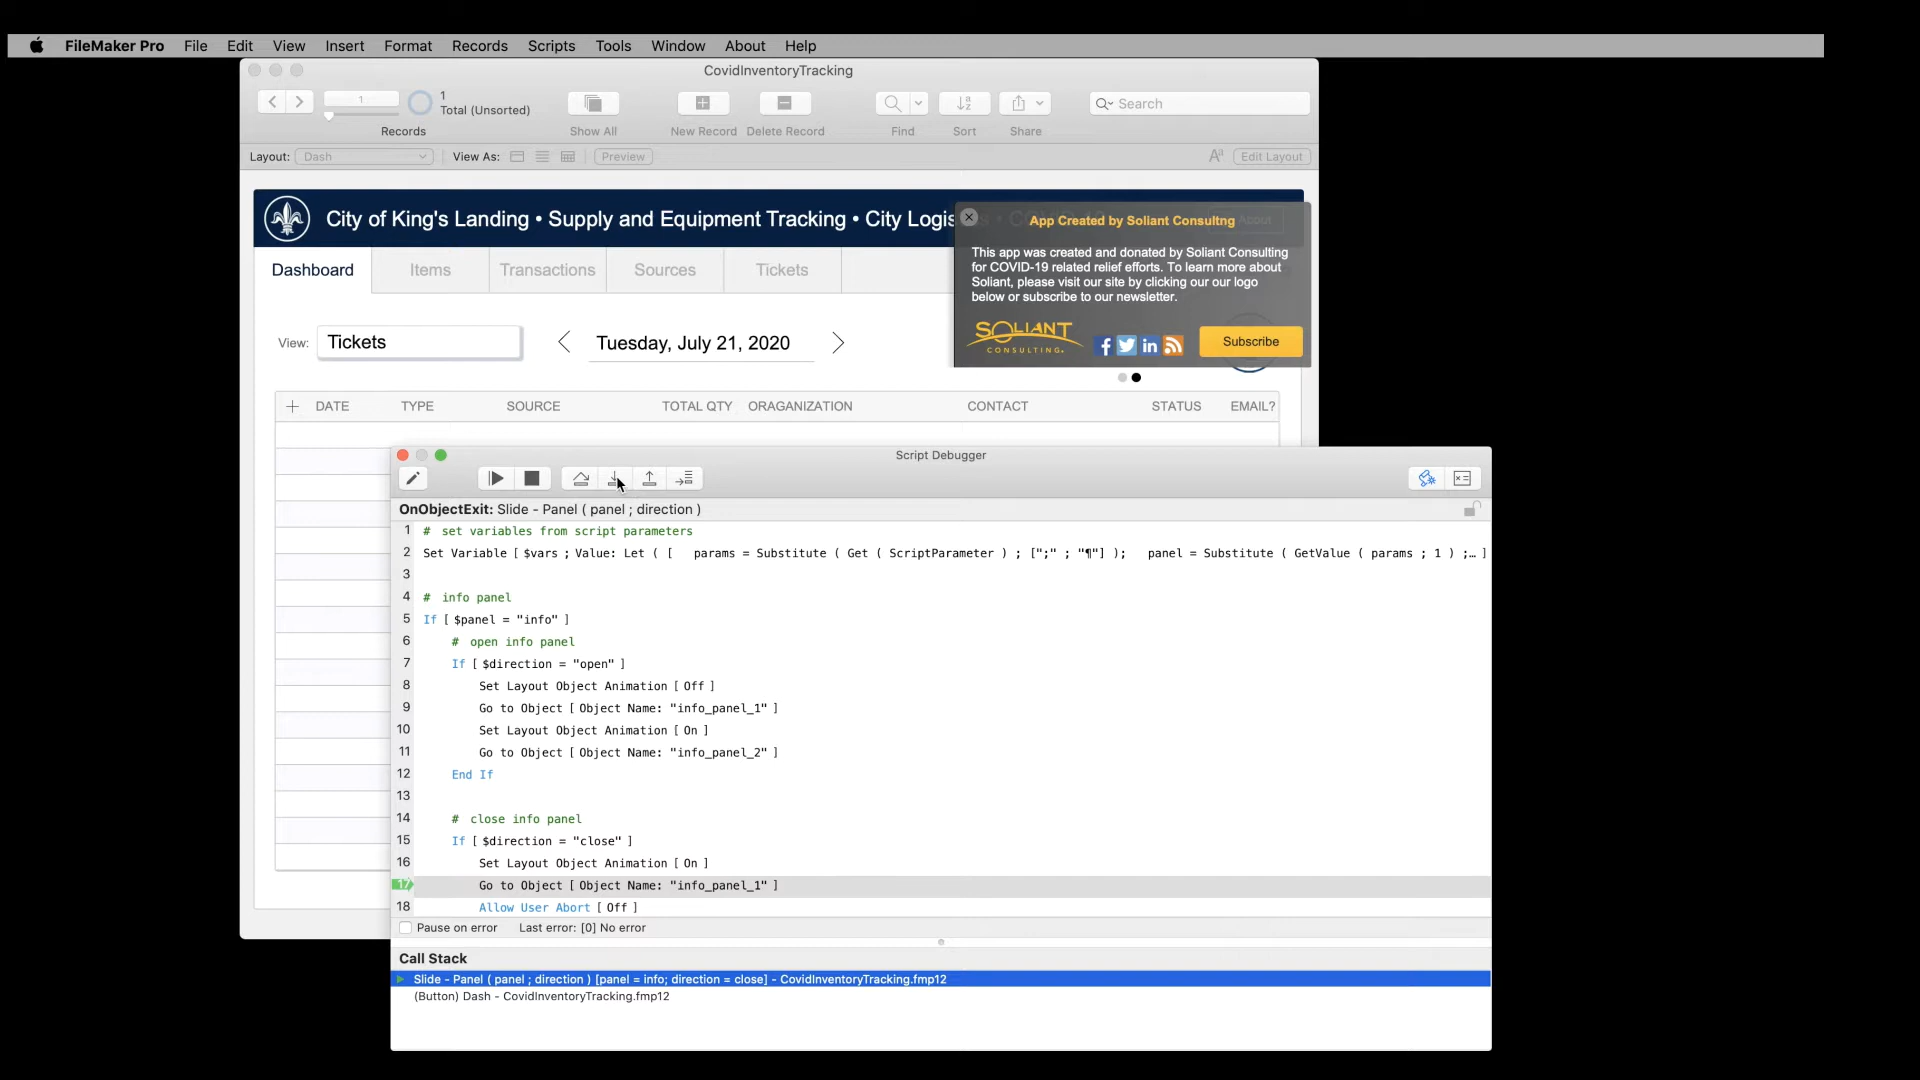 FileMaker Pro File Edit View Insert Format Records Scripts Tools Window About Help
CovidInventoryTracking
1
1
Total (Unsorted)
Search
Records Show All New Record Delete Record Find Sort Share
Layout: Dash View As: Preview Aª Edit Layout
City of King's Landing • Supply and Equipment Tracking • City Logis
App Created by Soliant Consultng
About
This app was created and donated by Soliant Consulting
for COVID-19 related relief efforts. To learn more about
Soliant, please visit our site by clicking our our logo
below or subscribe to our newsletter.
SOLIANT
CONSULTING.
Subscribe
Dashboard Items Transactions Sources Tickets
View: Tickets Tuesday, July 21, 2020
DATE TYPE SOURCE TOTAL QTY ORAGANIZATION CONTACT STATUS EMAIL?
Script Debugger
OnObjectExit: Slide - Panel ( panel ; direction )
1 # set variables from script parameters
2 Set Variable [ $vars ; Value: Let ( [ params = Substitute ( Get ( ScriptParameter ) ; [";" ; "¶"] ); panel = Substitute ( GetValue ( params ; 1 ) ;… ]
3
4 # info panel
5 If [ $panel = "info" ]
6 # open info panel
7 If [ $direction = "open" ]
8 Set Layout Object Animation [ Off ]
9 Go to Object [ Object Name: "info_panel_1" ]
10 Set Layout Object Animation [ On ]
11 Go to Object [ Object Name: "info_panel_2" ]
12 End If
13
14 # close info panel
15 If [ $direction = "close" ]
16 Set Layout Object Animation [ On ]
17 Go to Object [ Object Name: "info_panel_1" ]
18 Allow User Abort [ Off ]
Pause on error Last error: [0] No error
Call Stack
Slide - Panel ( panel ; direction ) [panel = info; direction = close] - CovidInventoryTracking.fmp12
(Button) Dash - CovidInventoryTracking.fmp12